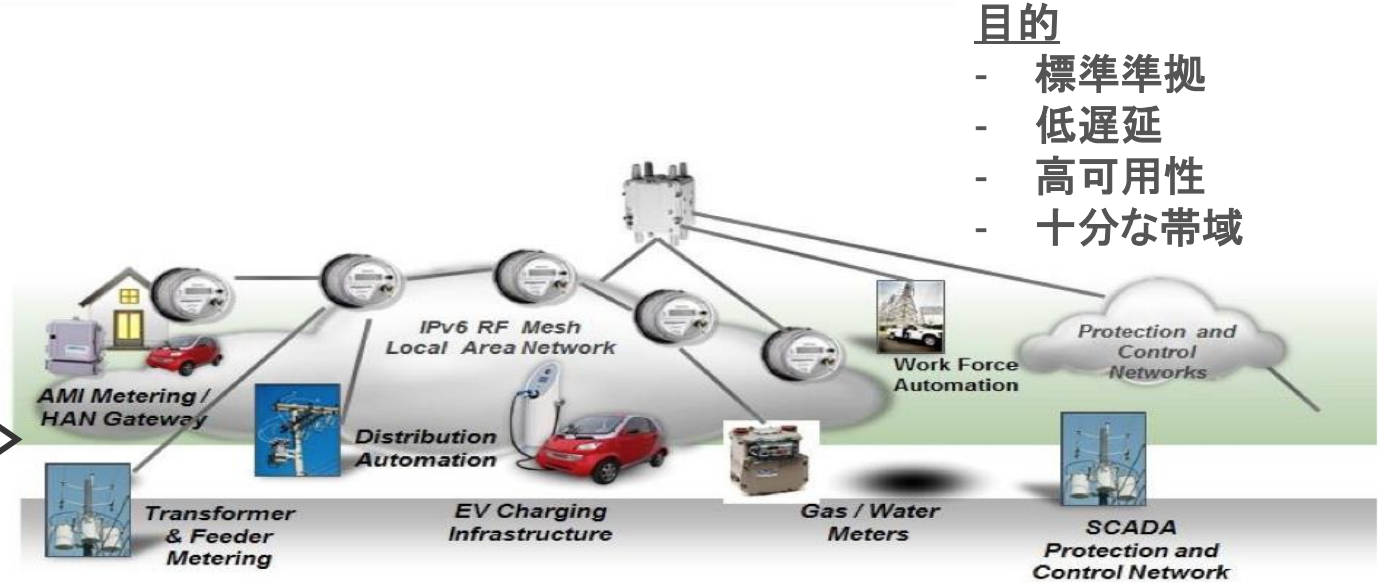 目的
- 標準準拠
- 低遅延
- 高可用性
- 十分な帯域
IPv6 RF Mesh
Local Area Network
Work Force
Automation
Protection and
Control
Networks
AMI Metering /
HAN Gateway
Distribution
Automation
Transformer
& Feeder
Metering
EV Charging
Infrastructure
Gas / Water
Meters
SCADA
Protection and
Control Network